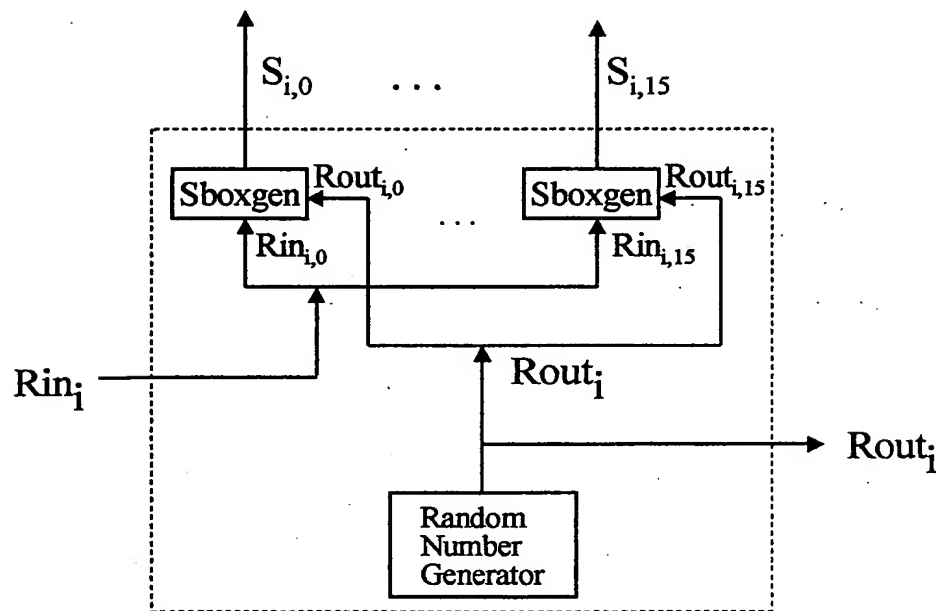 S_{i,0} ... S_{i,15}
Sboxgen Rout_{i,0} Sboxgen Rout_{i,15}
...
Rin_{i,0} Rin_{i,15}
Rin_i
Rout_i
Rout_i
Random
Number
Generator